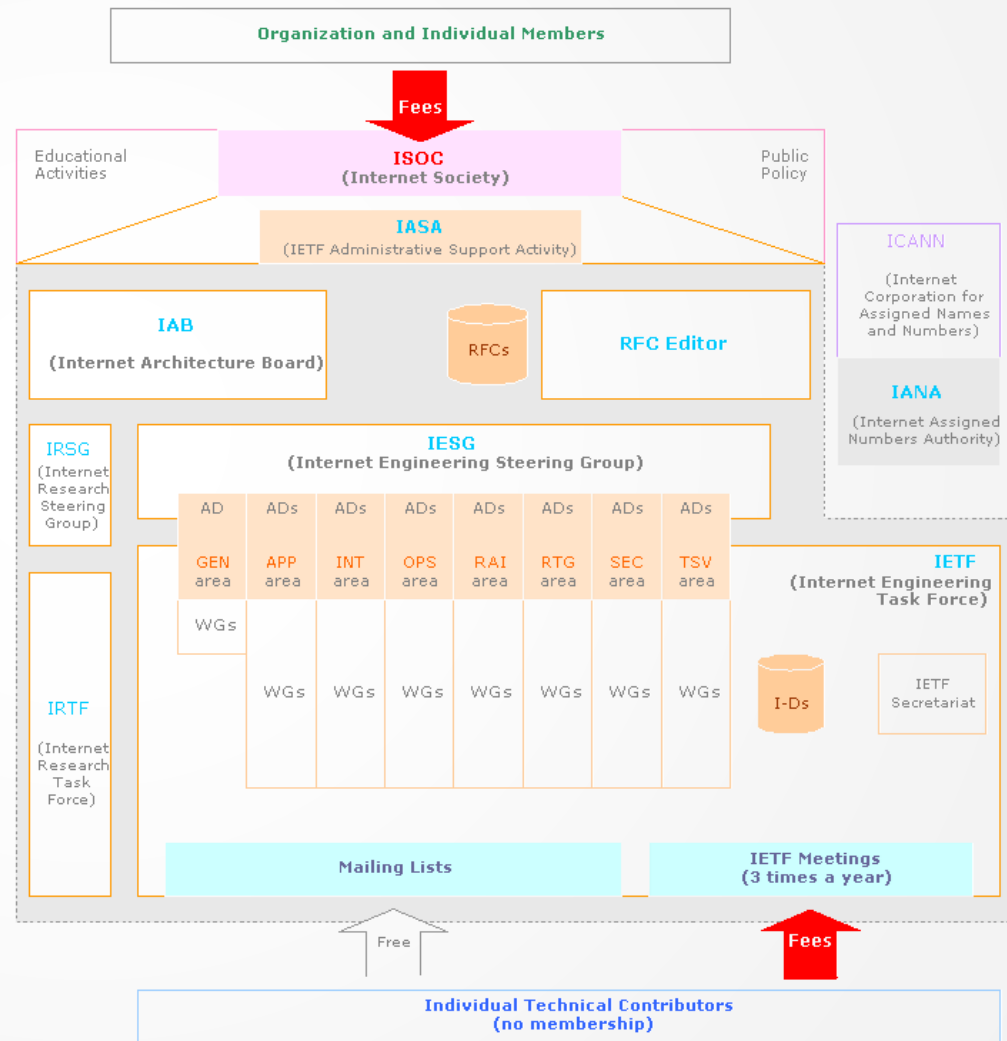 Organization and Individual Members
Fees
Educational
Activities
ISOC
(Internet Society)
Public
Policy
IASA
(IETF Administrative Support Activity)
ICANN
(Internet
Corporation for
Assigned Names
and Numbers)
IAB
(Internet Architecture Board)
RFCs
RFC Editor
IANA
(Internet Assigned
Numbers Authority)
IRSG
(Internet
Research
Steering
Group)
IESG
(Internet Engineering Steering Group)
AD ADs ADs ADs ADs ADs ADs ADs
GEN APP INT OPS RAI RTG SEC TSV
area area area area area area area area
IETF
(Internet Engineering
Task Force)
WGs
WGs WGs WGs WGs WGs WGs WGs
I-Ds
IETF
Secretariat
IRTF
(Internet
Research
Task
Force)
Mailing Lists
IETF Meetings
(3 times a year)
Free
Fees
Individual Technical Contributors
(no membership)